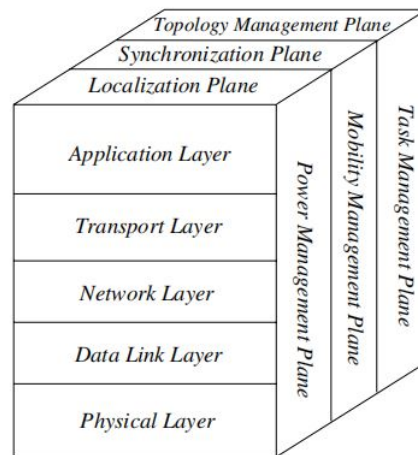 Topology Management Plane
Synchronization Plane
Localization Plane
Application Layer
Transport Layer
Network Layer
Data Link Layer
Physical Layer
Power Management Plane
Mobility Management Plane
Task Management Plane